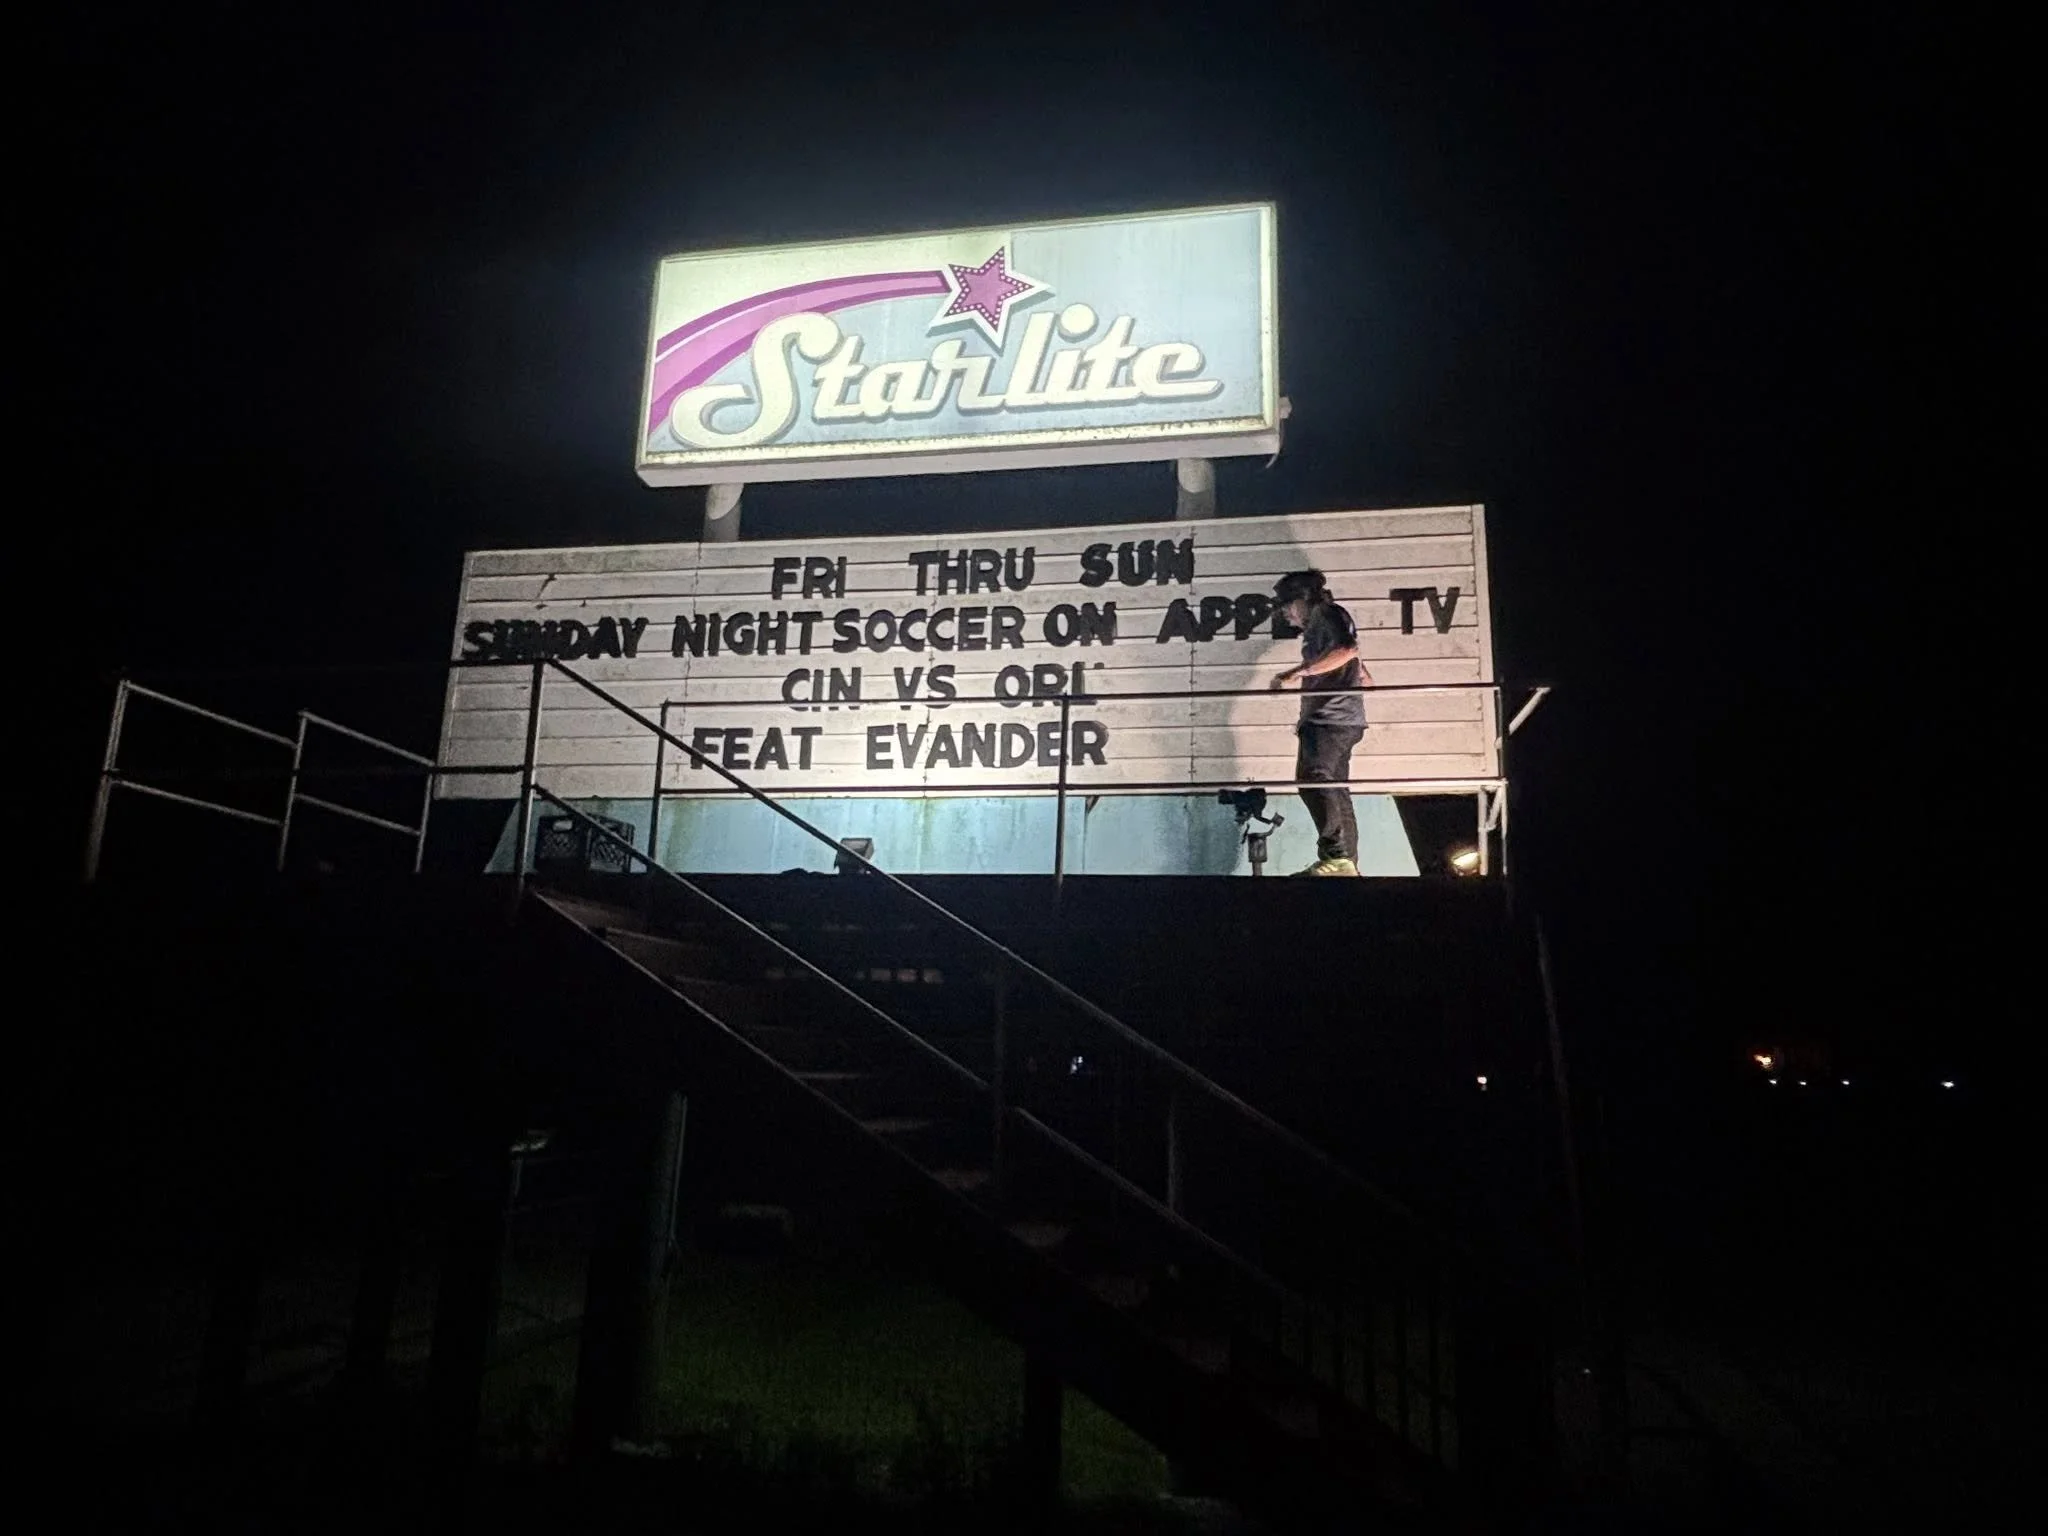 Starlite
FRI THRU SUN
SUNDAY NIGHT SOCCER ON APPLE TV
CIN VS ORL
FEAT EVANDER